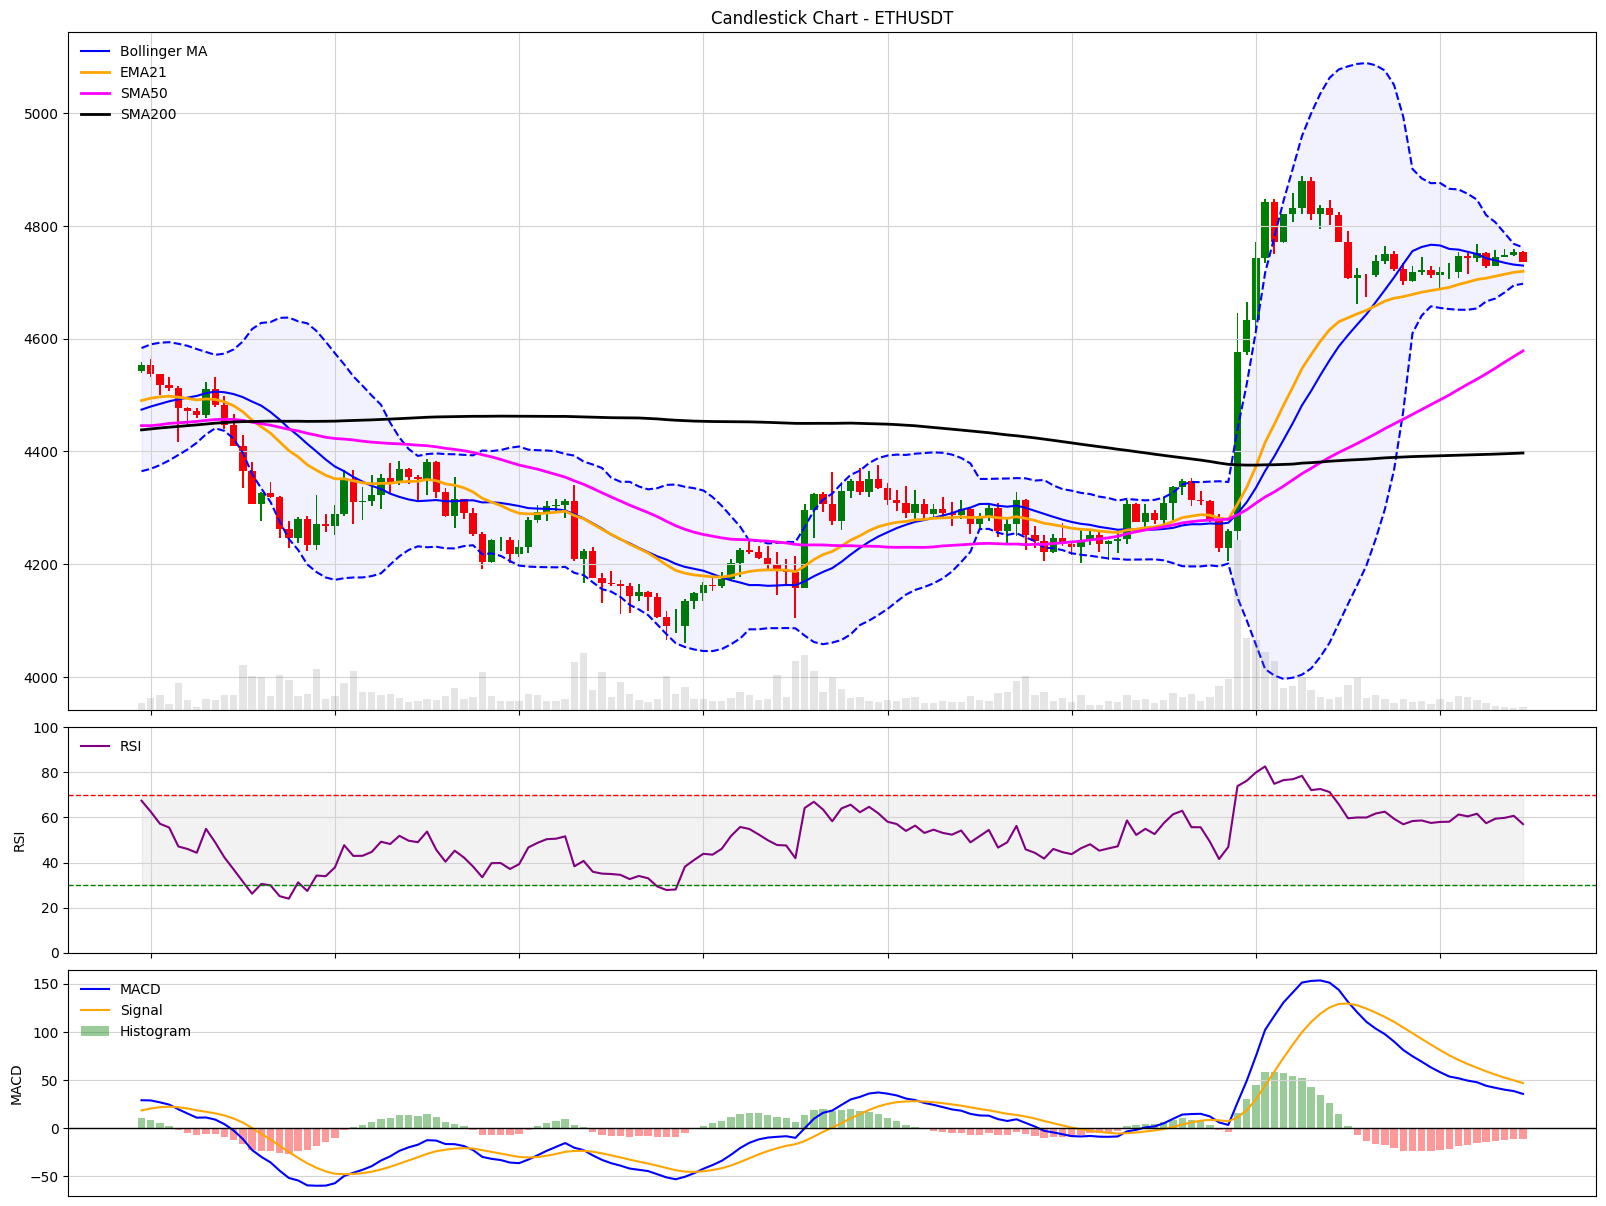 Candlestick Chart - ETHUSDT
Bollinger MA
EMA21
SMA50
SMA200
5000
4800
4600
4400
4200
4000
100
80
60
40
20
0
RSI
RSI
150
100
50
0
−50
MACD
MACD
Signal
Histogram